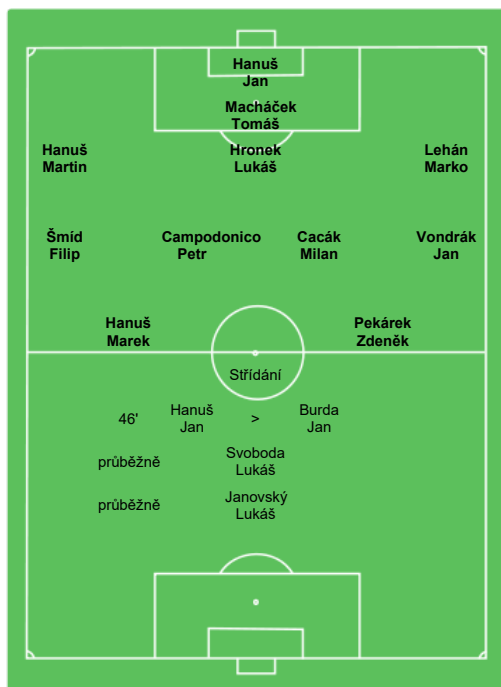 Hanuš
Jan
Macháček
Tomáš
Hanuš
Martin
Hronek
Lukáš
Lehán
Marko
Šmíd
Filip
Campodonico
Petr
Cacák
Milan
Vondrák
Jan
Hanuš
Marek
Pekárek
Zdeněk
Střídání
46'
Hanuš
Jan
>
Burda
Jan
průběžně
Svoboda
Lukáš
průběžně
Janovský
Lukáš